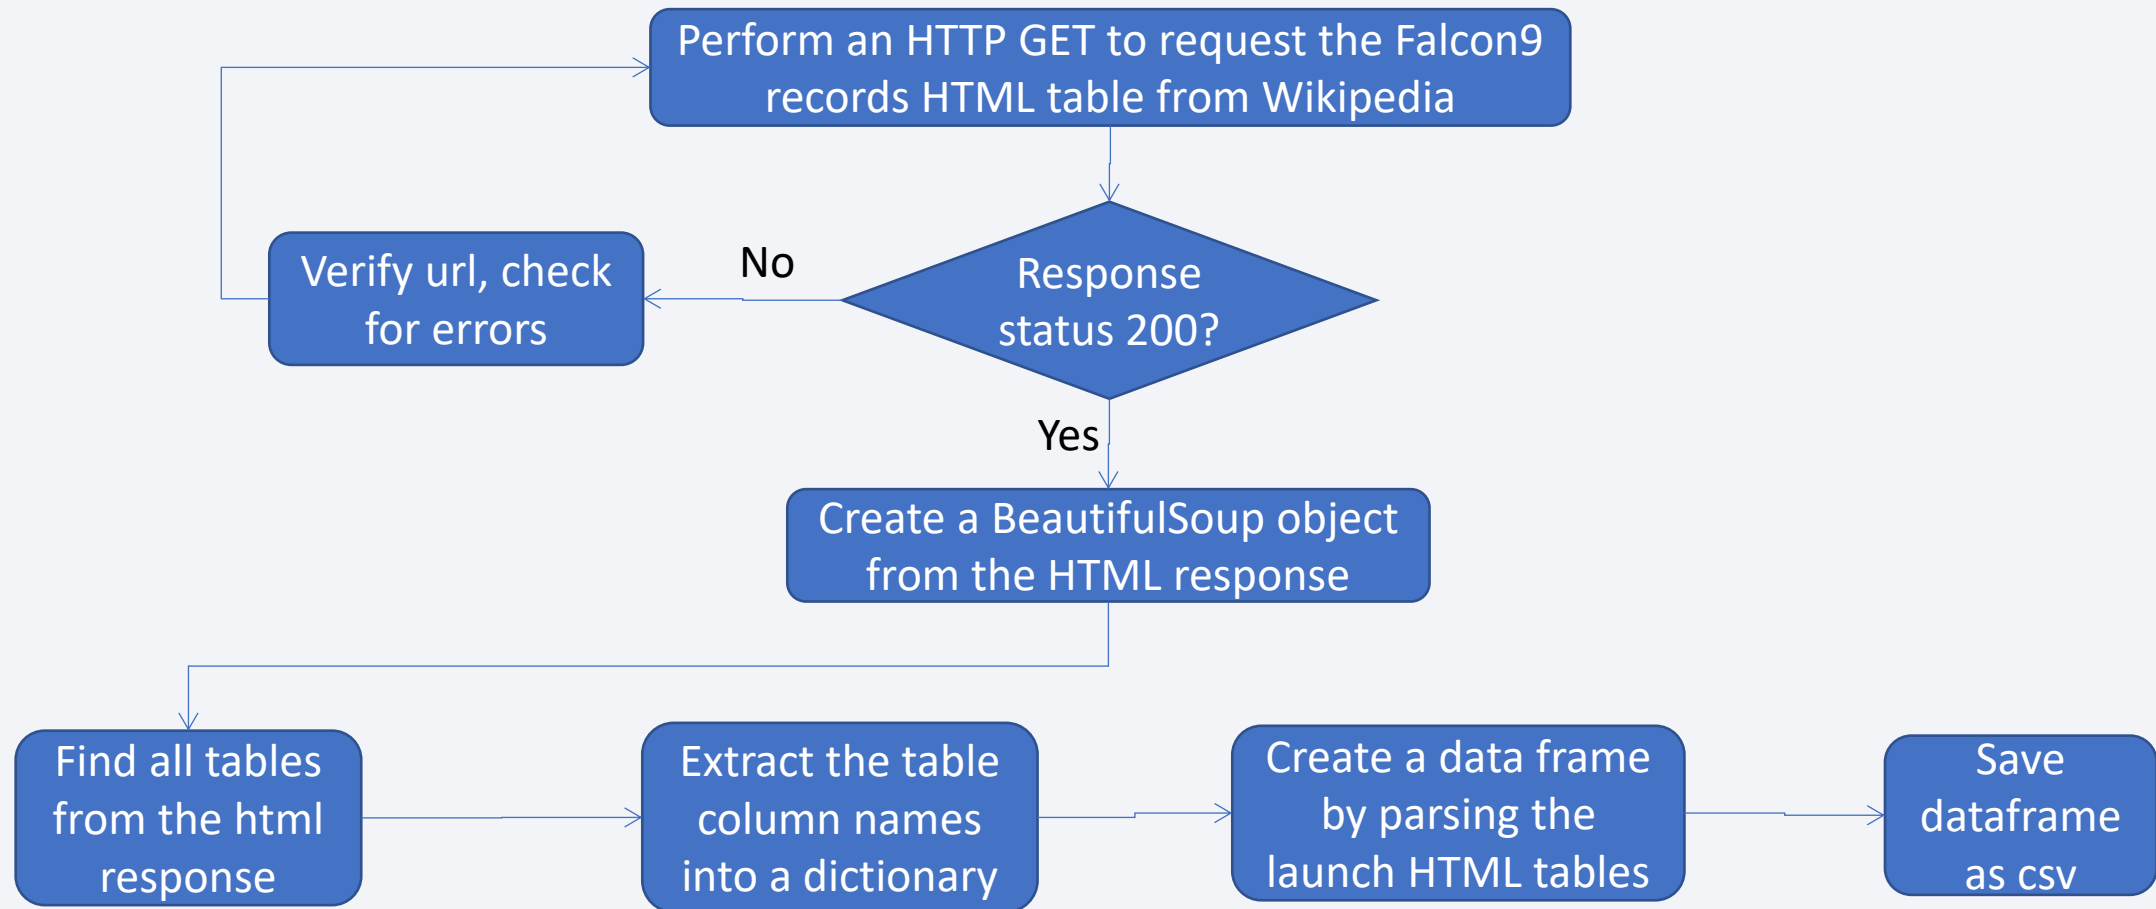 Perform an HTTP GET to request the Falcon9
records HTML table from Wikipedia
Verify url, check
for errors
No
Response
status 200?
Yes
Create a BeautifulSoup object
from the HTML response
Find all tables
from the html
response
Extract the table
column names
into a dictionary
Create a data frame
by parsing the
launch HTML tables
Save
dataframe
as csv